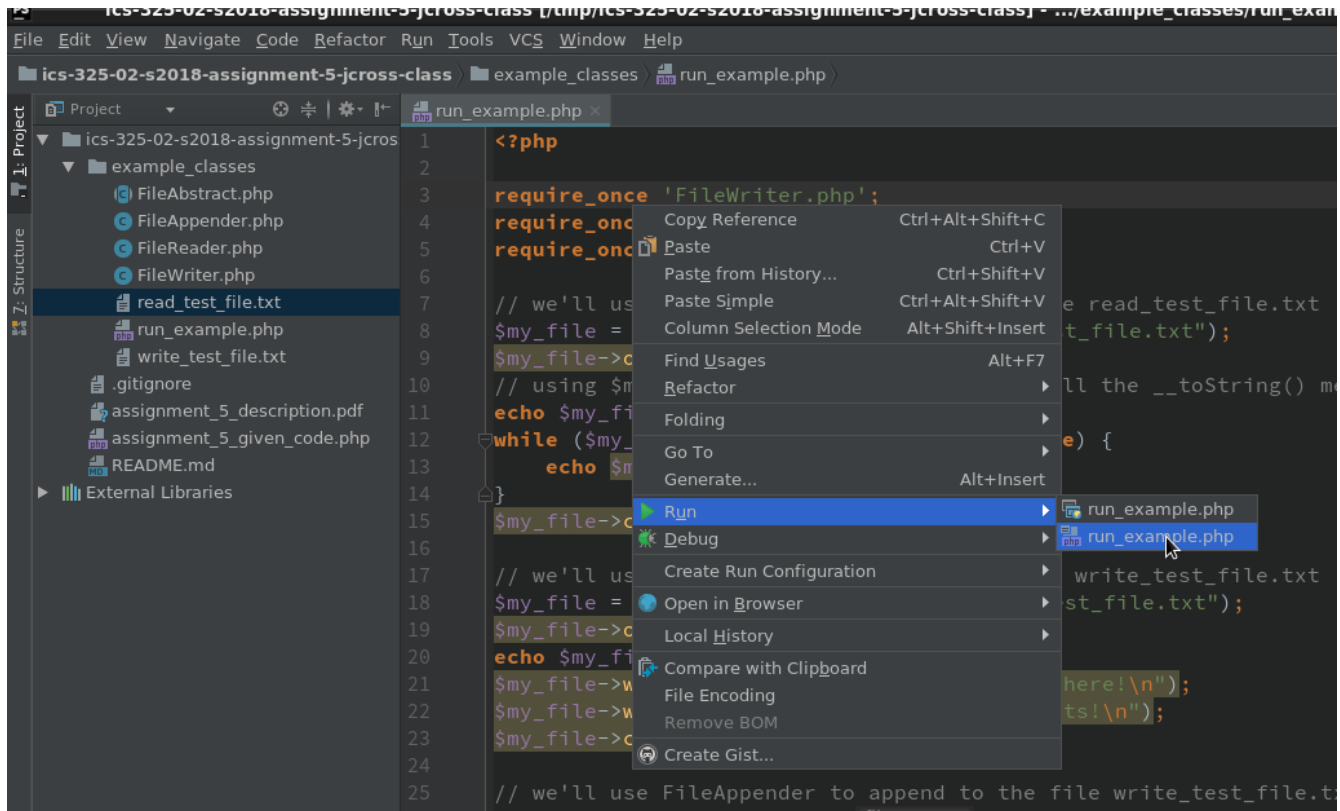 ics-325-02-s2018-assignment-5-jcross-class [/tmp/ics-325-02-s2018-assignment-5-jcross-class] - .../example_classes/run_exam
File Edit View Navigate Code Refactor Run Tools VCS Window Help
ics-325-02-s2018-assignment-5-jcross-class example_classes run_example.php
1: Project
7: Structure
Project
ics-325-02-s2018-assignment-5-jcros
example_classes
FileAbstract.php
FileAppender.php
FileReader.php
FileWriter.php
read_test_file.txt
run_example.php
write_test_file.txt
.gitignore
assignment_5_description.pdf
assignment_5_given_code.php
README.md
External Libraries
run_example.php
1 <?php
2
3 require_once 'FileWriter.php';
4 require_onc
5 require_onc
6
7 // we'll us e read_test_file.txt
8 $my_file = t_file.txt");
9 $my_file->c
10 // using $m ll the __toString() me
11 echo $my_fi
12 while ($my_ e) {
13 echo $m
14 }
15 $my_file->c
16
17 // we'll us write_test_file.txt
18 $my_file = est_file.txt");
19 $my_file->c
20 echo $my_fi
21 $my_file->w here!\n");
22 $my_file->w ts!\n");
23 $my_file->c
24
25 // we'll use FileAppender to append to the file write_test_file.t
Copy Reference Ctrl+Alt+Shift+C
Paste Ctrl+V
Paste from History... Ctrl+Shift+V
Paste Simple Ctrl+Alt+Shift+V
Column Selection Mode Alt+Shift+Insert
Find Usages Alt+F7
Refactor
Folding
Go To
Generate... Alt+Insert
Run
Debug
Create Run Configuration
Open in Browser
Local History
Compare with Clipboard
File Encoding
Remove BOM
Create Gist...
run_example.php
run_example.php